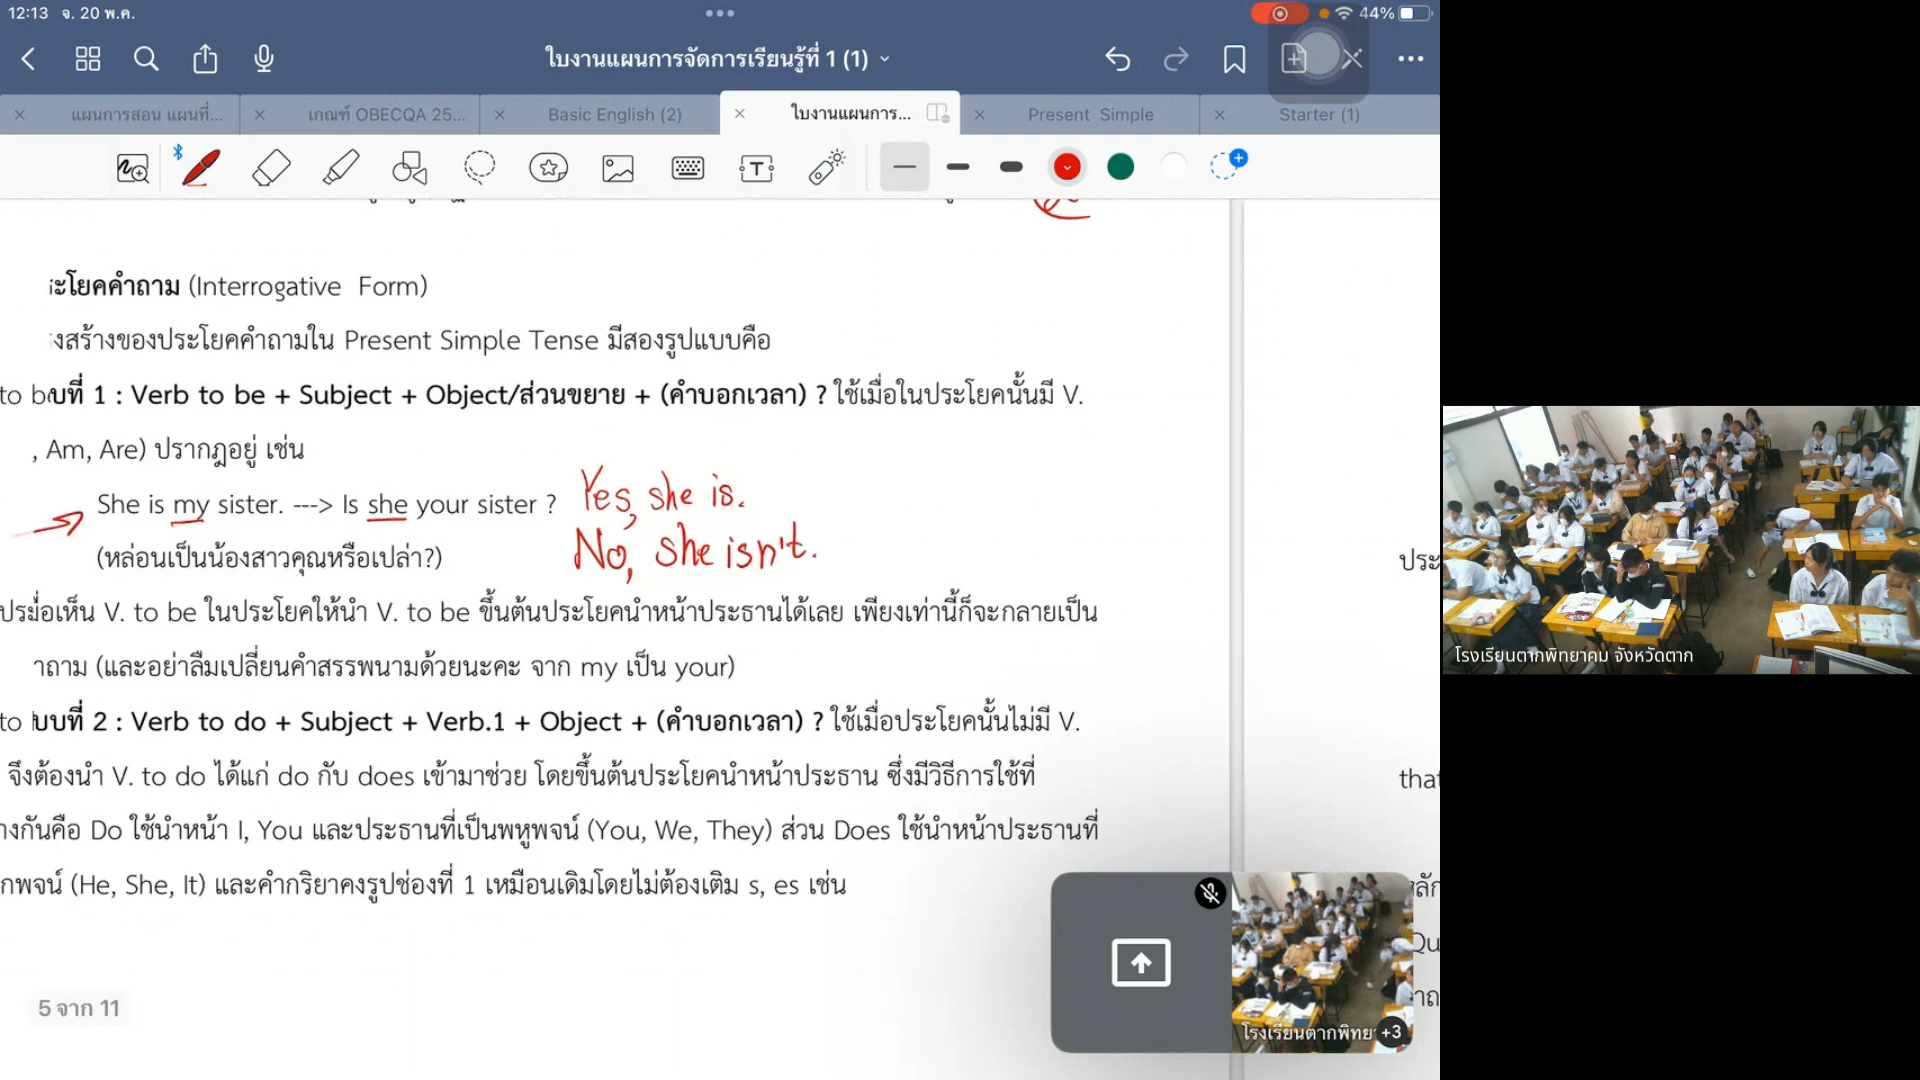 12:13 จ. 20 พ.ค.
44%
ใบงานแผนการจัดการเรียนรู้ที่ 1 (1)
แผนการสอน แผนที่...
เกณฑ์ OBECQA 25...
Basic English (2)
ใบงานแผนการ...
Present Simple
Starter (1)
ะโยคคำถาม (Interrogative Form)
งสร้างของประโยคคำถามใน Present Simple Tense มีสองรูปแบบคือ
to b บที่ 1 : Verb to be + Subject + Object/ส่วนขยาย + (คำบอกเวลา) ? ใช้เมื่อในประโยคนั้นมี V.
, Am, Are) ปรากฏอยู่ เช่น
She is my sister. ---> Is she your sister ? Yes, she is.
(หล่อนเป็นน้องสาวคุณหรือเปล่า?) No, she isn't.
เมื่อเห็น V. to be ในประโยคให้นำ V. to be ขึ้นต้นประโยคนำหน้าประธานได้เลย เพียงเท่านี้ก็จะกลายเป็น
าถาม (และอย่าลืมเปลี่ยนคำสรรพนามด้วยนะคะ จาก my เป็น your)
to บบที่ 2 : Verb to do + Subject + Verb.1 + Object + (คำบอกเวลา) ? ใช้เมื่อประโยคนั้นไม่มี V.
จึงต้องนำ V. to do ได้แก่ do กับ does เข้ามาช่วย โดยขึ้นต้นประโยคนำหน้าประธาน ซึ่งมีวิธีการใช้ที่
างกันคือ Do ใช้นำหน้า I, You และประธานที่เป็นพหูพจน์ (You, We, They) ส่วน Does ใช้นำหน้าประธานที่
กพจน์ (He, She, It) และคำกริยาคงรูปช่องที่ 1 เหมือนเดิมโดยไม่ต้องเติม s, es เช่น
5 จาก 11
ประ
that
Qu
โรงเรียนตากพิทย +3
โรงเรียนตากพิทยาคม จังหวัดตาก